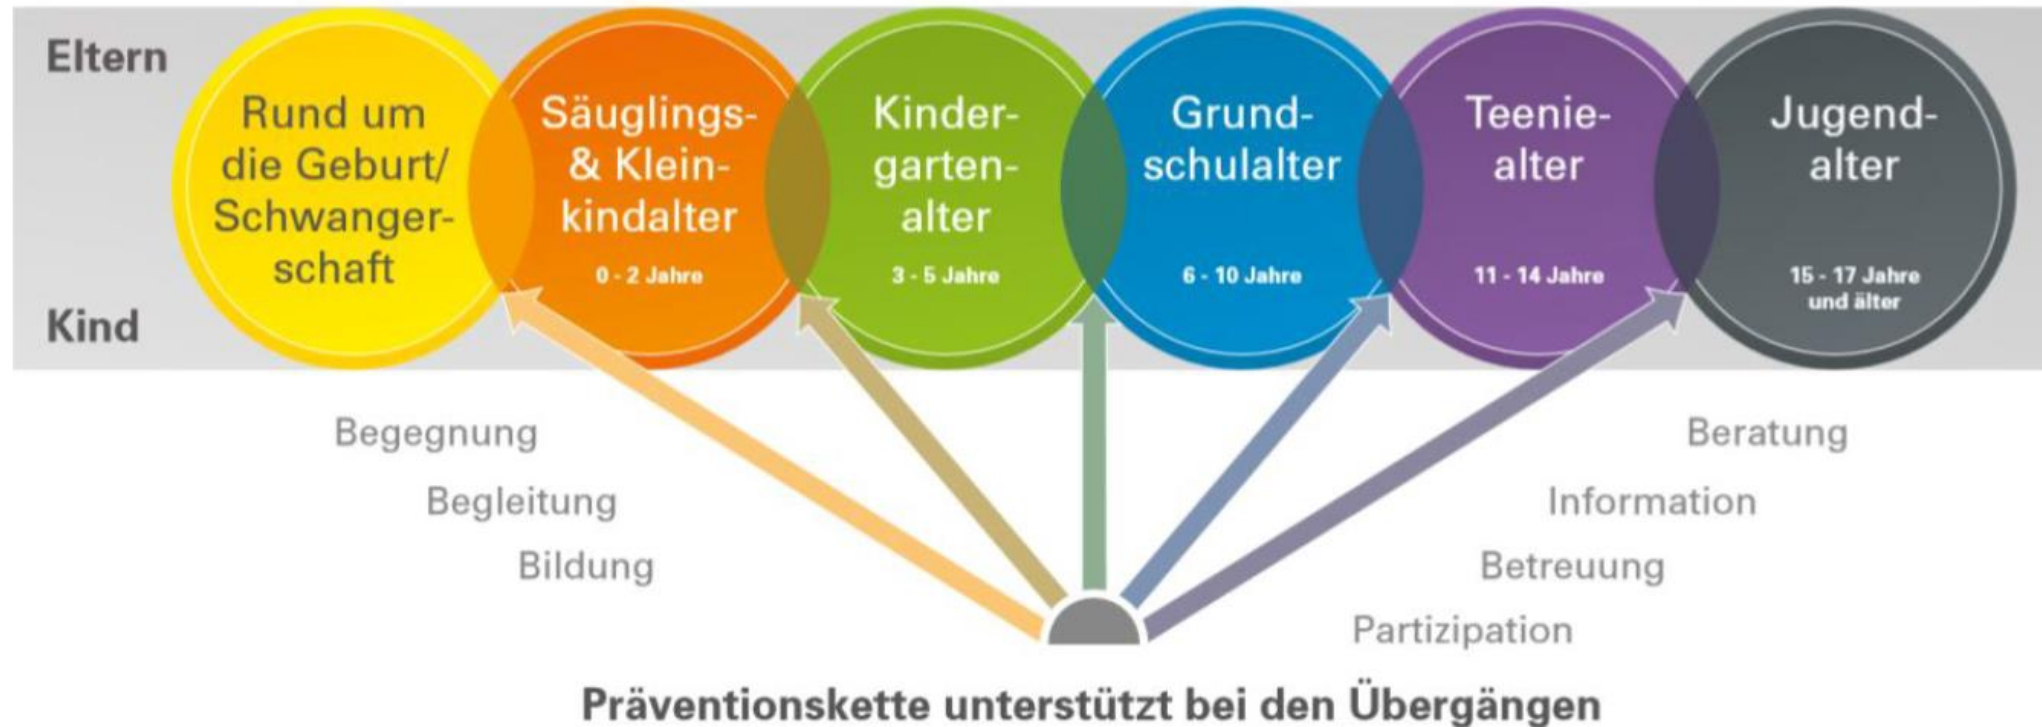 Eltern
Rund um
die Geburt/
Schwanger-
schaft
Säuglings-
& Klein-
kindalter
0 - 2 Jahre
Kinder-
garten-
alter
3 - 5 Jahre
Grund-
schulalter
6 - 10 Jahre
Teenie-
alter
11 - 14 Jahre
Jugend-
alter
15 - 17 Jahre
und älter
Kind
Begegnung
Begleitung
Bildung
Beratung
Information
Betreuung
Partizipation
Präventionskette unterstützt bei den Übergängen